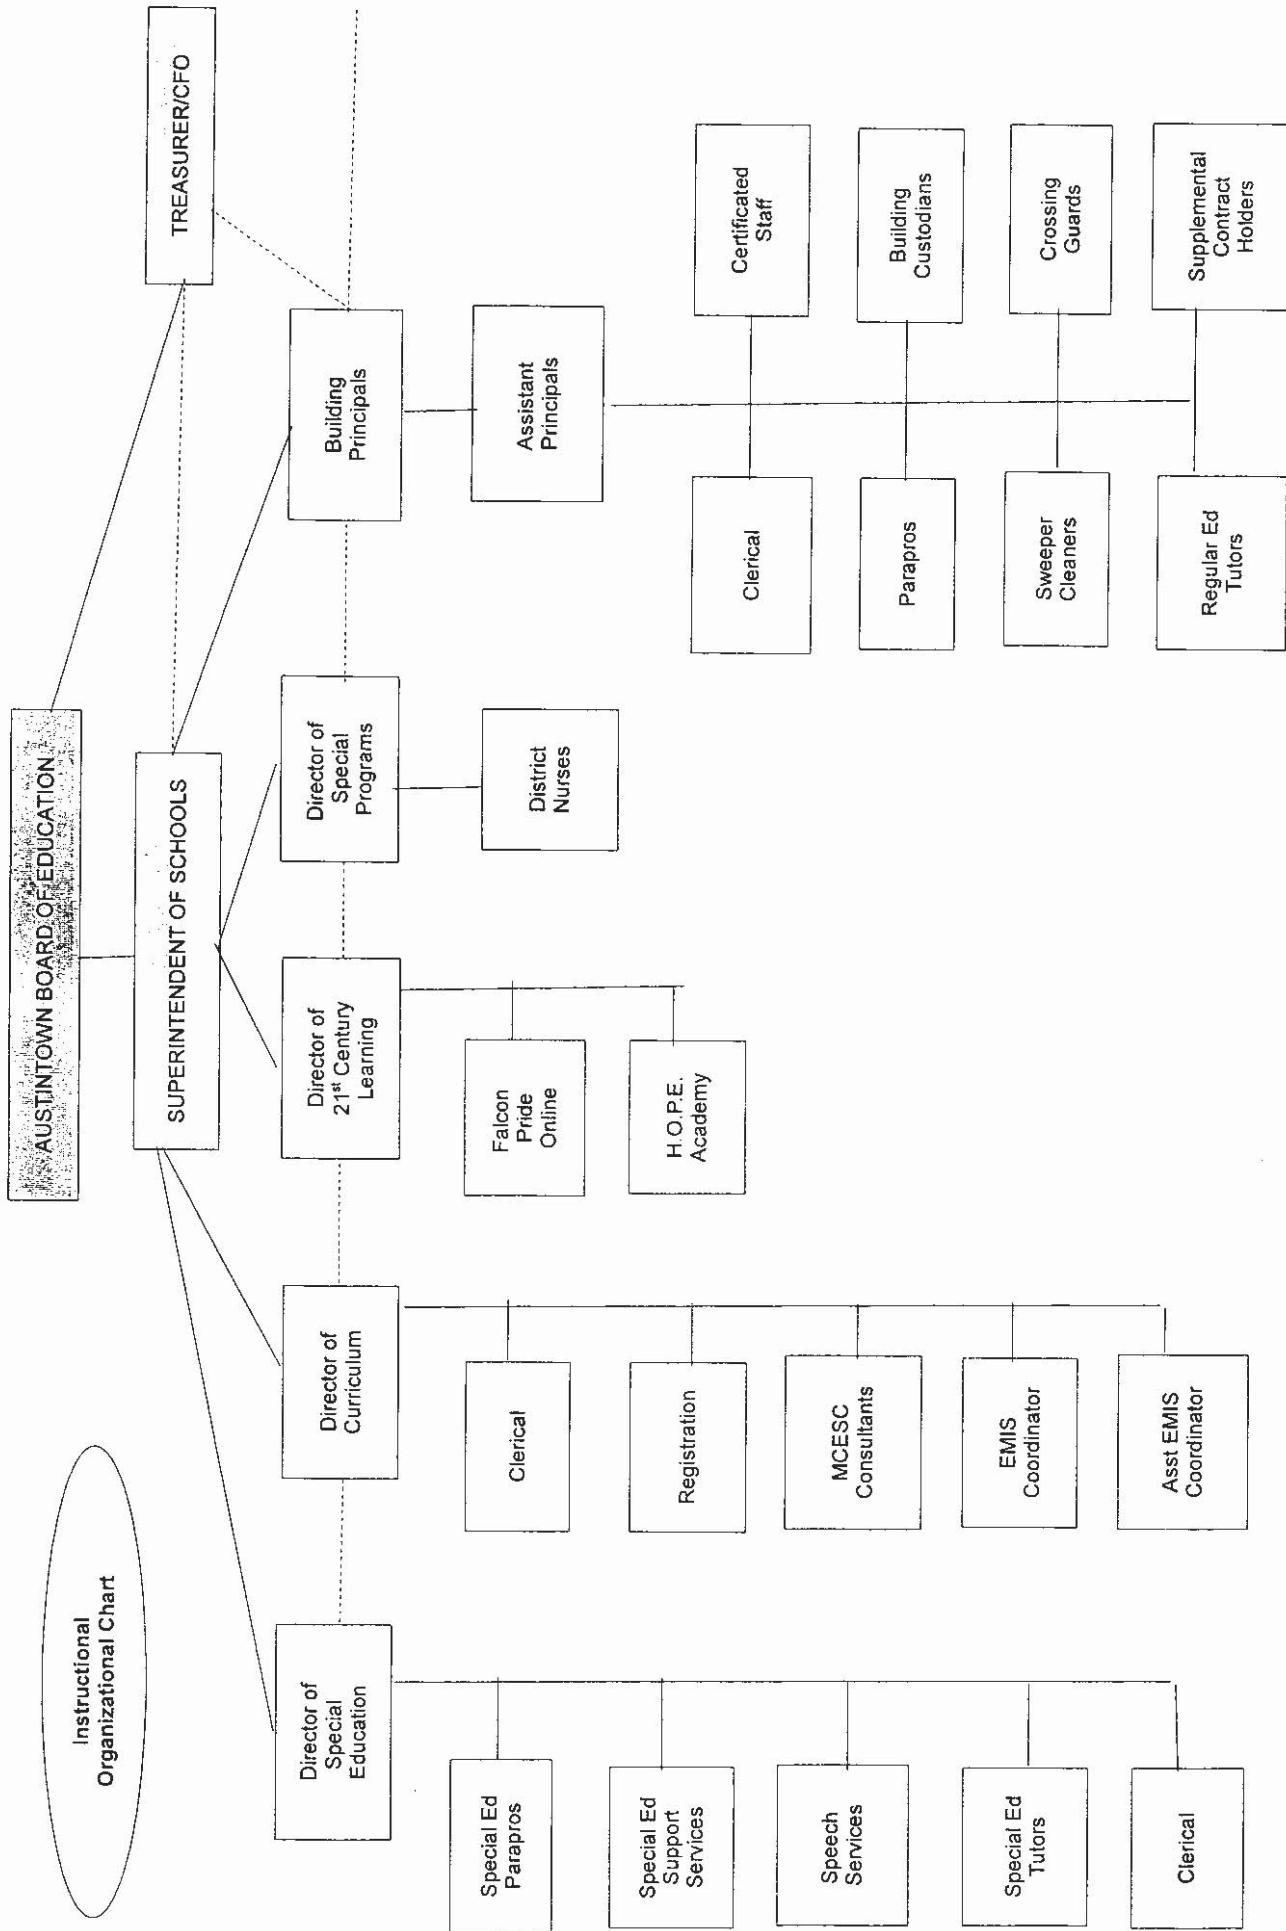 Instructional
Organizational Chart
AUSTINTOWN BOARD OF EDUCATION
SUPERINTENDENT OF SCHOOLS
TREASURER/CFO
Director of
Special
Education
Director of
Curriculum
Director of
21st Century
Learning
Director of
Special
Programs
Building
Principals
Special Ed
Parapros
Special Ed
Support
Services
Speech
Services
Special Ed
Tutors
Clerical
Clerical
Registration
MCESC
Consultants
EMIS
Coordinator
Asst EMIS
Coordinator
Falcon
Pride
Online
H.O.P.E.
Academy
District
Nurses
Assistant
Principals
Clerical
Certificated
Staff
Parapros
Building
Custodians
Sweeper
Cleaners
Crossing
Guards
Regular Ed
Tutors
Supplemental
Contract
Holders